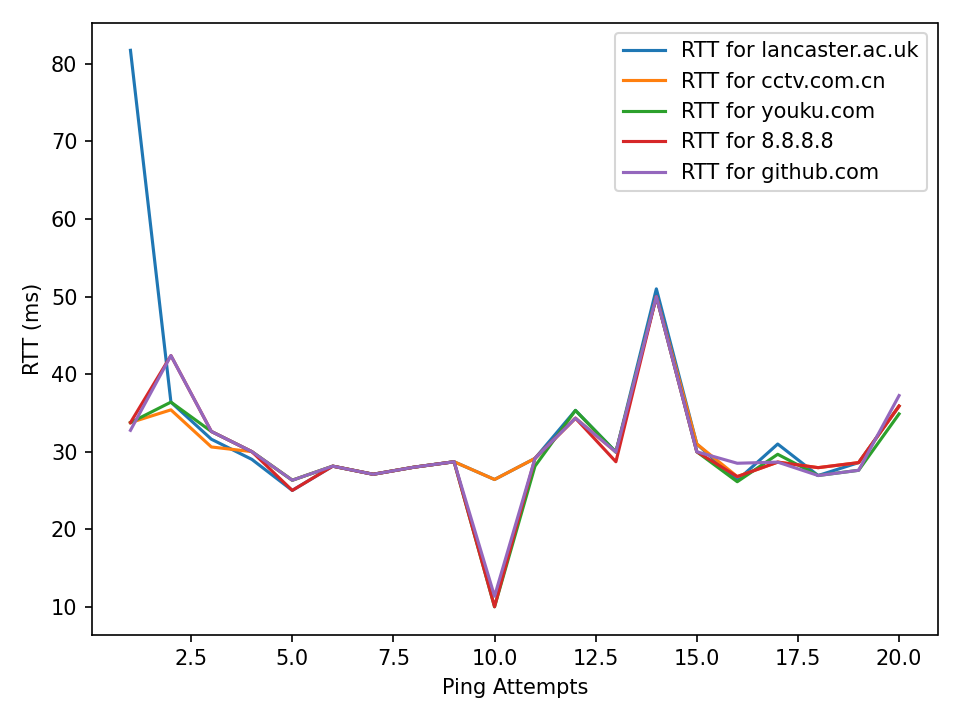 RTT for lancaster.ac.uk
RTT for cctv.com.cn
RTT for youku.com
RTT for 8.8.8.8
RTT for github.com
80
70
60
50
40
30
20
10
RTT (ms)
2.5 5.0 7.5 10.0 12.5 15.0 17.5 20.0
Ping Attempts